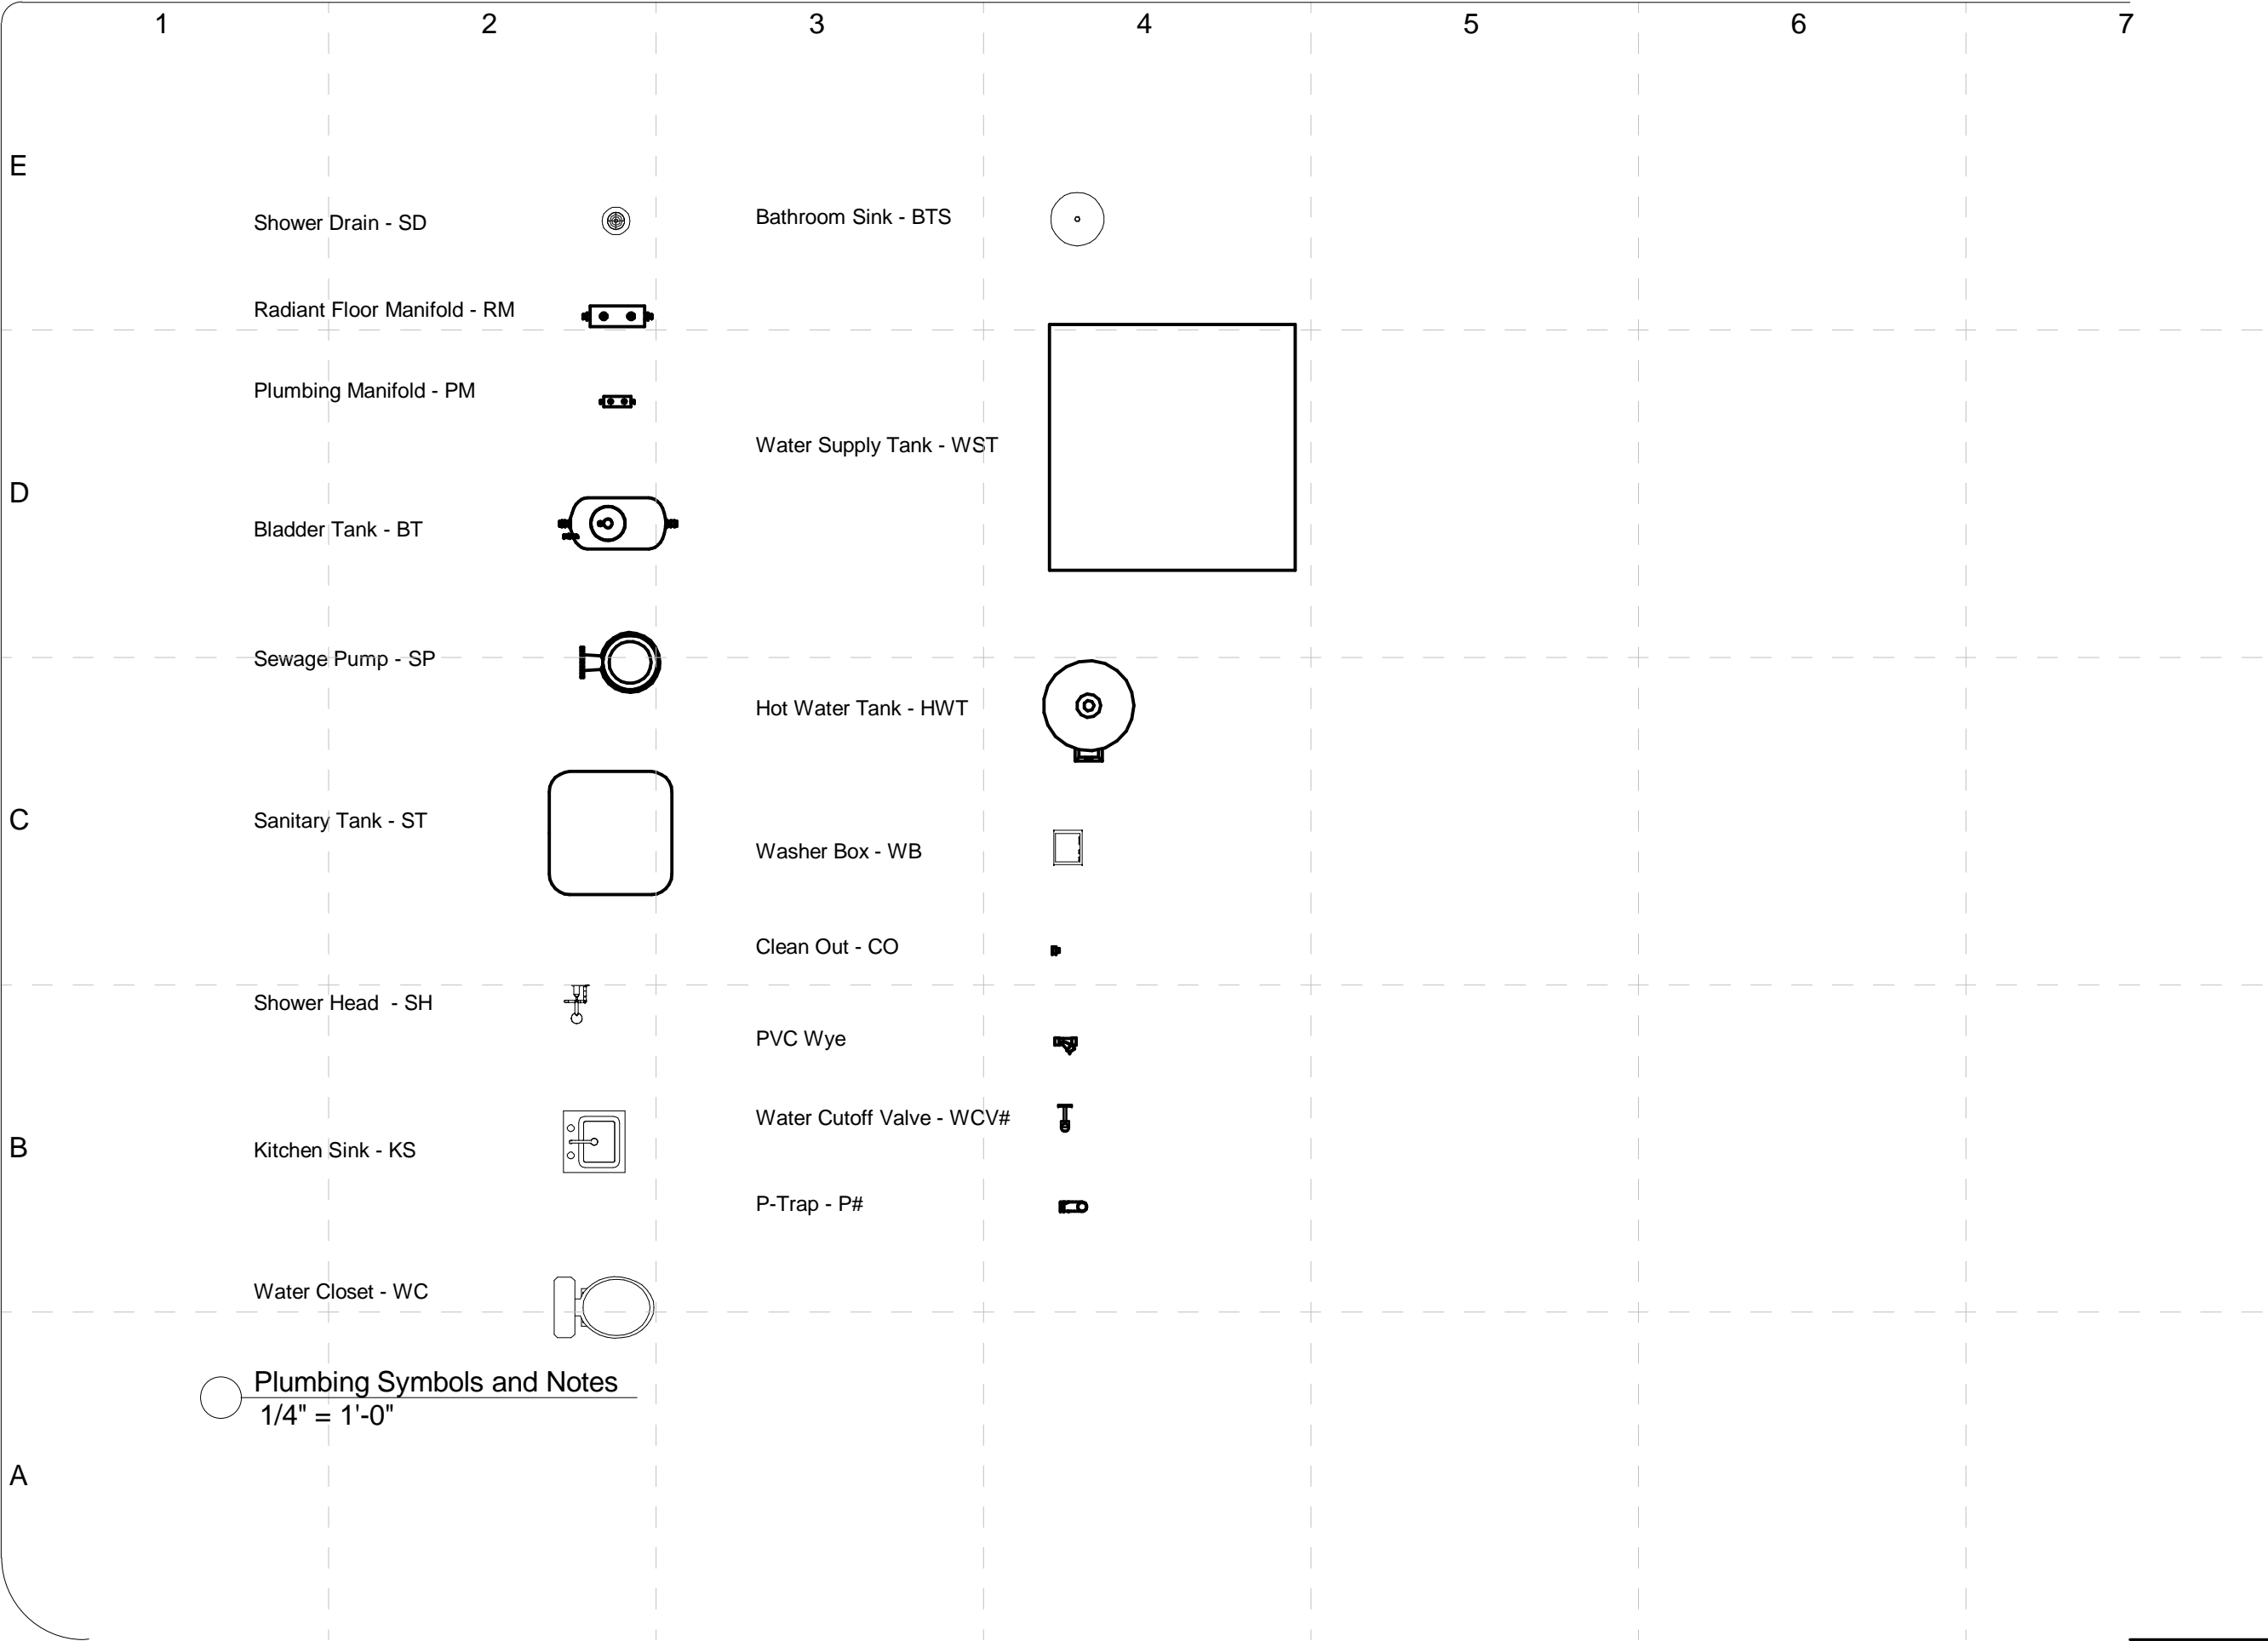 1 2 3 4 5 6 7
E
Shower Drain - SD
Bathroom Sink - BTS
Radiant Floor Manifold - RM
Plumbing Manifold - PM
Water Supply Tank - WST
D
Bladder Tank - BT
Sewage Pump - SP
Hot Water Tank - HWT
C
Sanitary Tank - ST
Washer Box - WB
Clean Out - CO
Shower Head  - SH
PVC Wye
Water Cutoff Valve - WCV#
B
Kitchen Sink - KS
P-Trap - P#
Water Closet - WC
Plumbing Symbols and Notes
1/4" = 1'-0"
A